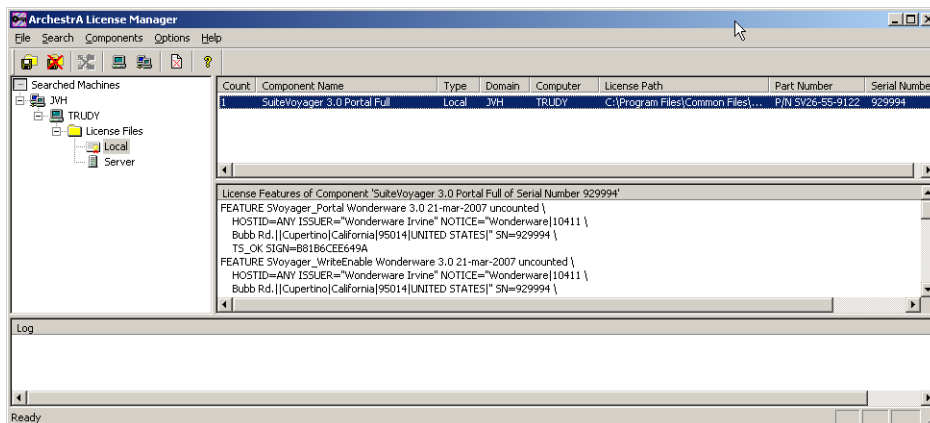 ArchestrA License Manager
File Search Components Options Help
Searched Machines
JVH
TRUDY
License Files
Local
Server
Count Component Name Type Domain Computer License Path Part Number Serial Numbe
1 SuiteVoyager 3.0 Portal Full Local JVH TRUDY C:\Program Files\Common Files\... P/N SV26-55-9122 929994
License Features of Component 'SuiteVoyager 3.0 Portal Full of Serial Number 929994'
FEATURE SVoyager_Portal Wonderware 3.0 21-mar-2007 uncounted \
HOSTID=ANY ISSUER="Wonderware Irvine" NOTICE="Wonderware|10411 \
Bubb Rd.||Cupertino|California|95014|UNITED STATES|" SN=929994 \
TS_OK SIGN=B81B6CEE649A
FEATURE SVoyager_WriteEnable Wonderware 3.0 21-mar-2007 uncounted \
HOSTID=ANY ISSUER="Wonderware Irvine" NOTICE="Wonderware|10411 \
Bubb Rd.||Cupertino|California|95014|UNITED STATES|" SN=929994 \
Log
Ready